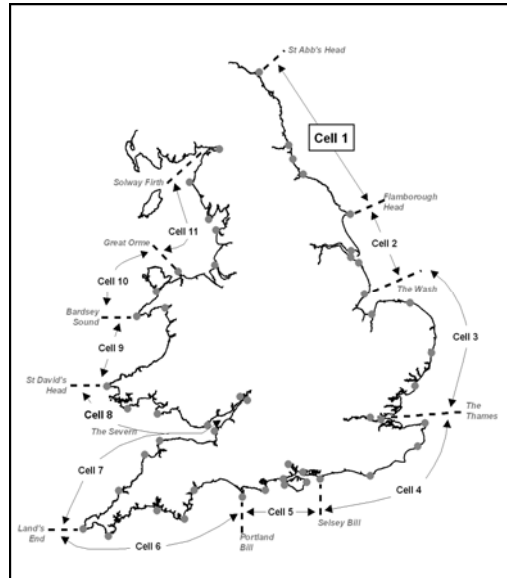 St Abb's Head
Cell 1
Solway Firth
Flamborough
Head
Cell 11
Great Orme
Cell 2
Cell 10
The Wash
Bardsey
Sound
Cell 3
Cell 9
St David's
Head
The
Thames
Cell 8
The Severn
Cell 7
Cell 4
Cell 5
Selsey Bill
Land's
End
Cell 6
Portland
Bill